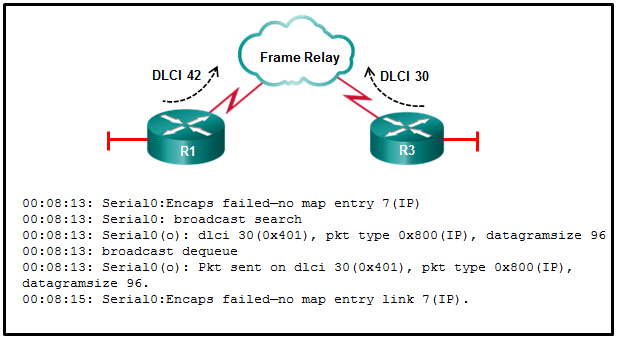 Frame Relay
DLCI 42
DLCI 30
R1
R3
00:08:13: Serial0:Encaps failed—no map entry 7(IP)
00:08:13: Serial0: broadcast search
00:08:13: Serial0(o): dlci 30(0x401), pkt type 0x800(IP), datagramsize 96
00:08:13: broadcast dequeue
00:08:13: Serial0(o): Pkt sent on dlci 30(0x401), pkt type 0x800(IP),
datagramsize 96.
00:08:15: Serial0:Encaps failed—no map entry link 7(IP).